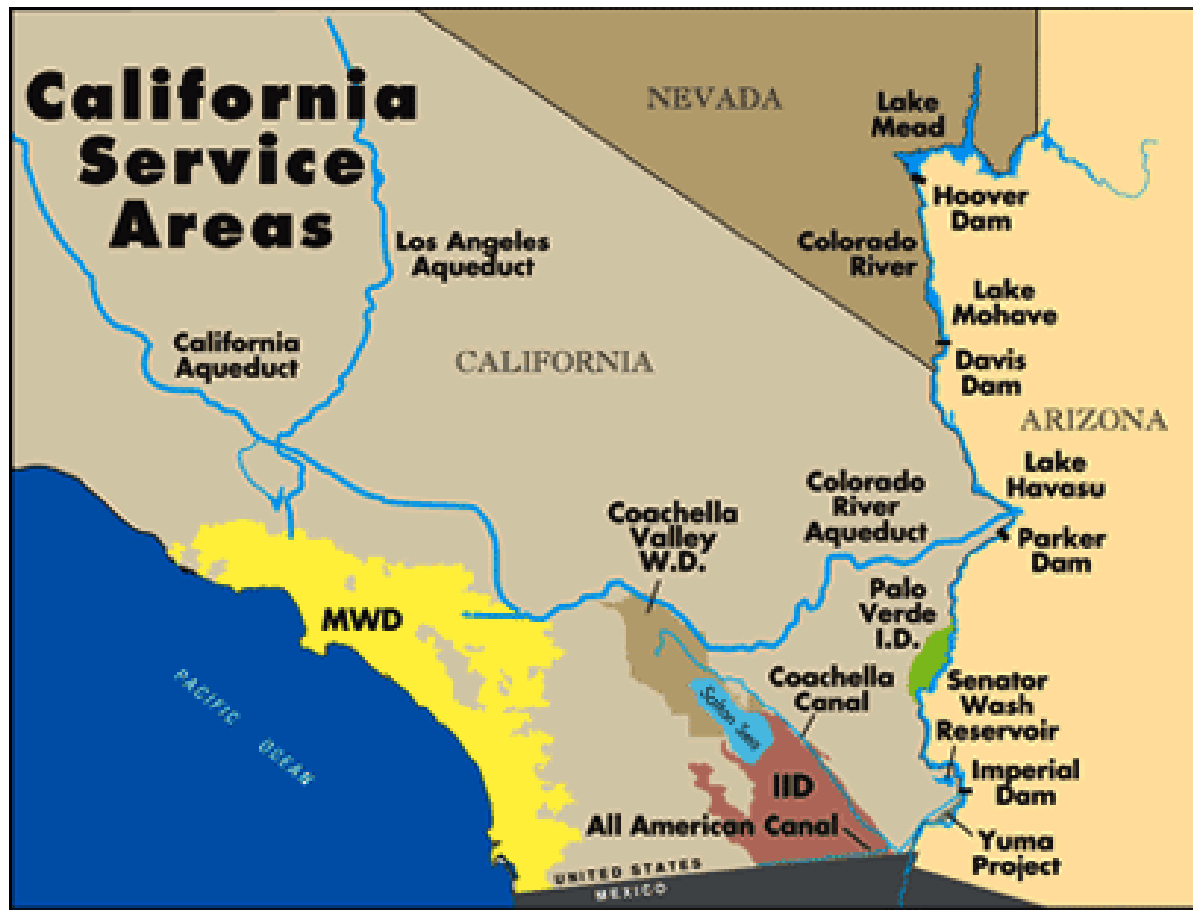 California
Service
Areas
NEVADA
Lake
Mead
Hoover
Dam
Colorado
River
Los Angeles
Aqueduct
Lake
Mohave
California
Aqueduct
CALIFORNIA
Davis
Dam
ARIZONA
Lake
Havasu
Colorado
River
Aqueduct
Coachella
Valley
W.D.
Parker
Dam
Palo
Verde
I.D.
MWD
Coachella
Canal
Senator
Wash
Reservoir
PACIFIC
OCEAN
Salton Sea
IID
Imperial
Dam
All American Canal
Yuma
Project
UNITED STATES
MEXICO